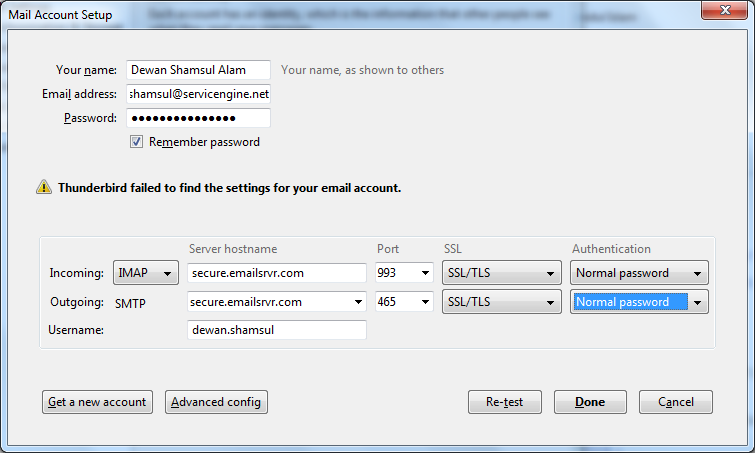 Mail Account Setup
Your name: Dewan Shamsul Alam Your name, as shown to others
Email address: shamsul@servicengine.net
Password: ●●●●●●●●●●●●●●●
Remember password
Thunderbird failed to find the settings for your email account.
Server hostname Port SSL Authentication
Incoming: IMAP secure.emailsrvr.com 993 SSL/TLS Normal password
Outgoing: SMTP secure.emailsrvr.com 465 SSL/TLS Normal password
Username: dewan.shamsul
Get a new account Advanced config Re-test Done Cancel